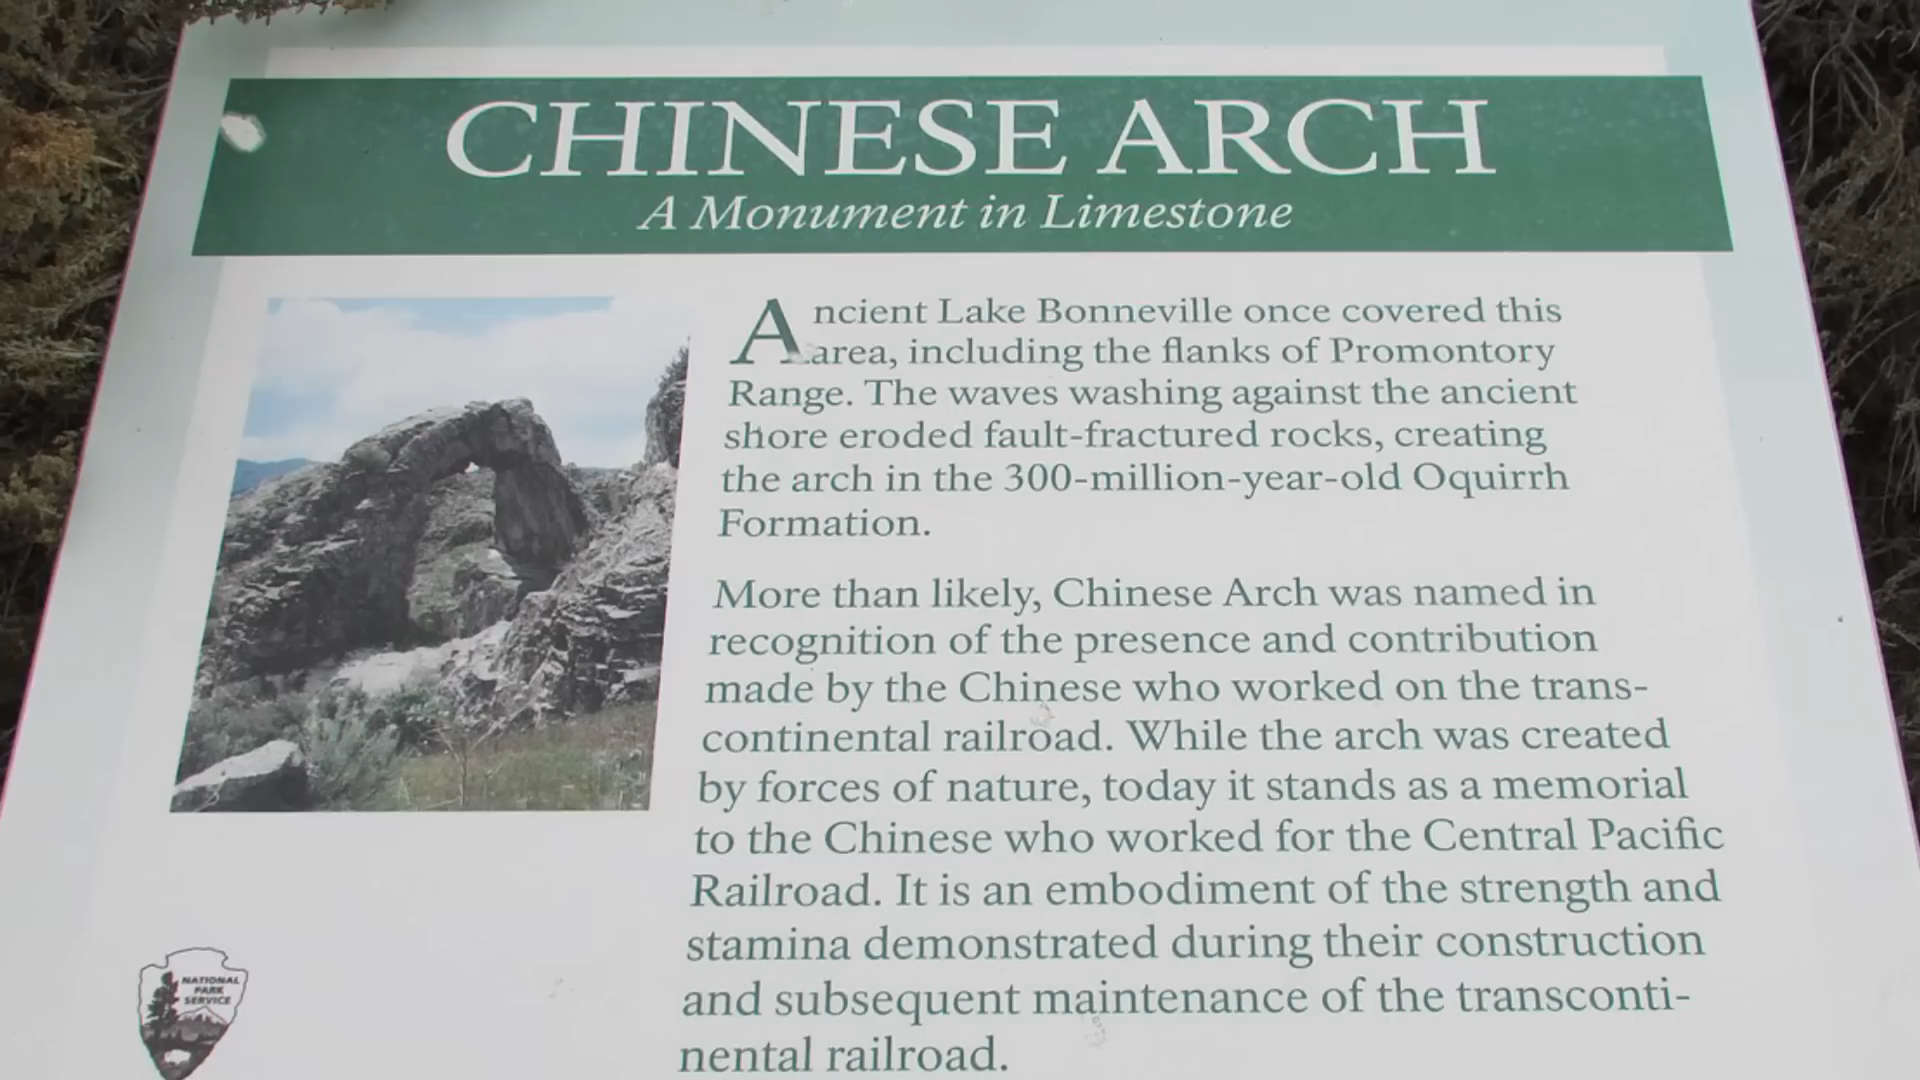 CHINESE ARCH
A Monument in Limestone
Ancient Lake Bonneville once covered this
area, including the flanks of Promontory
Range. The waves washing against the ancient
shore eroded fault-fractured rocks, creating
the arch in the 300-million-year-old Oquirrh
Formation.
More than likely, Chinese Arch was named in
recognition of the presence and contribution
made by the Chinese who worked on the trans-
continental railroad. While the arch was created
by forces of nature, today it stands as a memorial
to the Chinese who worked for the Central Pacific
Railroad. It is an embodiment of the strength and
stamina demonstrated during their construction
and subsequent maintenance of the transconti-
nental railroad.
NATIONAL
PARK
SERVICE